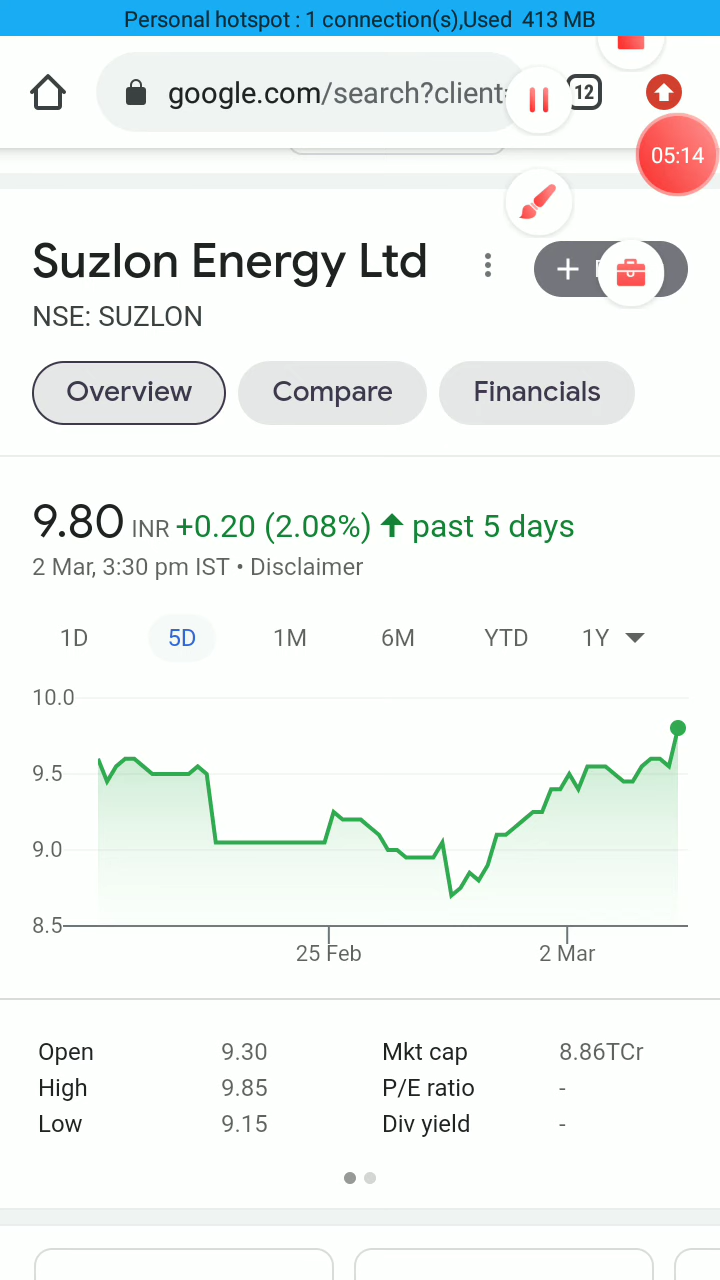 Personal hotspot : 1 connection(s),Used 413 MB
google.com/search?client
12
05:14
Suzlon Energy Ltd
NSE: SUZLON
Overview Compare Financials
9.80 INR +0.20 (2.08%) ↑ past 5 days
2 Mar, 3:30 pm IST • Disclaimer
1D 5D 1M 6M YTD 1Y
10.0
9.5
9.0
8.5
25 Feb 2 Mar
Open 9.30 Mkt cap 8.86TCr
High 9.85 P/E ratio -
Low 9.15 Div yield -